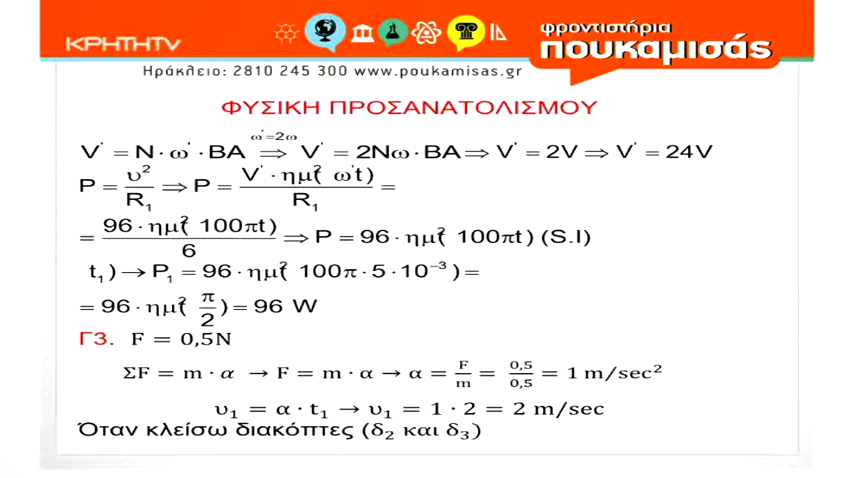 ΚΡΗΤΗTV
φροντιστήρια
πουκαμισάς
Ηράκλειο: 2810 245 300 www.poukamisas.gr
ΦΥΣΙΚΗ ΠΡΟΣΑΝΑΤΟΛΙΣΜΟΥ
V' = N · ω' · BA ⇒(ω'=2ω) V' = 2Nω · BA ⇒ V' = 2V ⇒ V' = 24V
P = υ²/R₁ ⇒ P = V' · ημ²( ω't)/R₁ =
= 96 · ημ²( 100πt)/6 ⇒ P = 96 · ημ²( 100πt) (S.I)
t₁) → P₁ = 96 · ημ²( 100π · 5 · 10⁻³) =
= 96 · ημ²( π/2) = 96 W
Γ3. F = 0,5N
ΣF = m · α → F = m · α → α = F/m = 0,5/0,5 = 1 m/sec²
υ₁ = α · t₁ → υ₁ = 1 · 2 = 2 m/sec
Όταν κλείσω διακόπτες (δ₂ και δ₃)